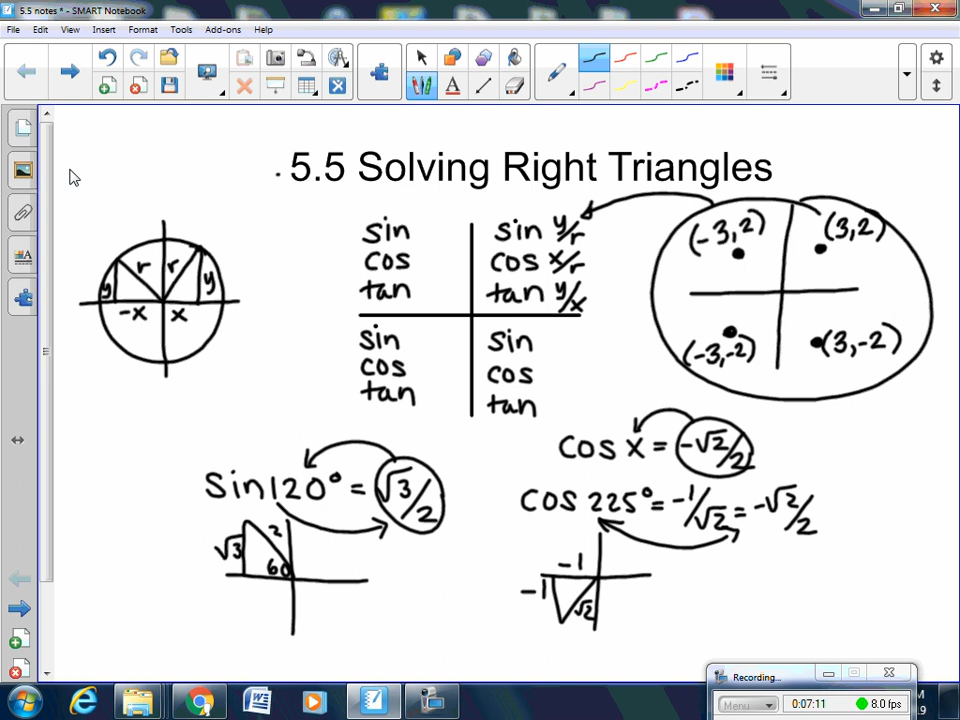 5.5 notes * - SMART Notebook
File Edit View Insert Format Tools Add-ons Help
5.5 Solving Right Triangles
sin
cos
tan
sin y/r
cos x/r
tan y/x
sin
cos
tan
sin
cos
tan
r r
y y
-x x
(-3,2) (3,2)
(-3,-2) (3,-2)
cos x = -√2/2
sin 120° = √3/2
cos 225° = -1/√2 = -√2/2
√3 2
60
-1
-1 √2
Recording...
Menu 0:07:11 8.0 fps